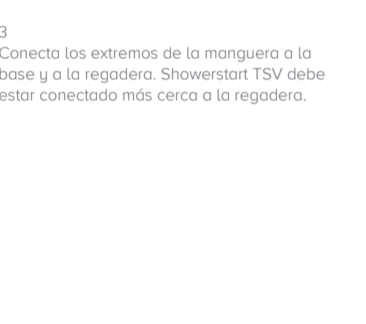 3
Conecta los extremos de la manguera a la
base y a la regadera. Showerstart TSV debe
estar conectado más cerca a la regadera.